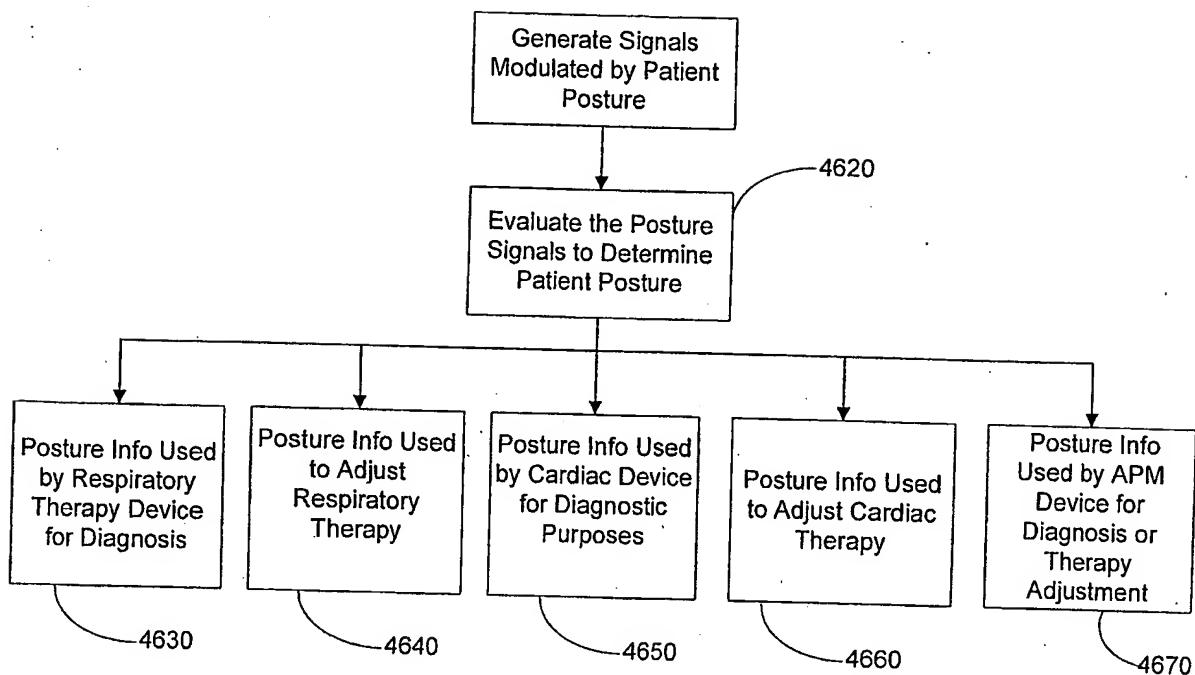 Generate Signals
Modulated by Patient
Posture
4620
Evaluate the Posture
Signals to Determine
Patient Posture
Posture Info Used
by Respiratory
Therapy Device
for Diagnosis
Posture Info Used
to Adjust
Respiratory
Therapy
Posture Info Used
by Cardiac Device
for Diagnostic
Purposes
Posture Info Used
to Adjust Cardiac
Therapy
Posture Info
Used by APM
Device for
Diagnosis or
Therapy
Adjustment
4630
4640
4650
4660
4670